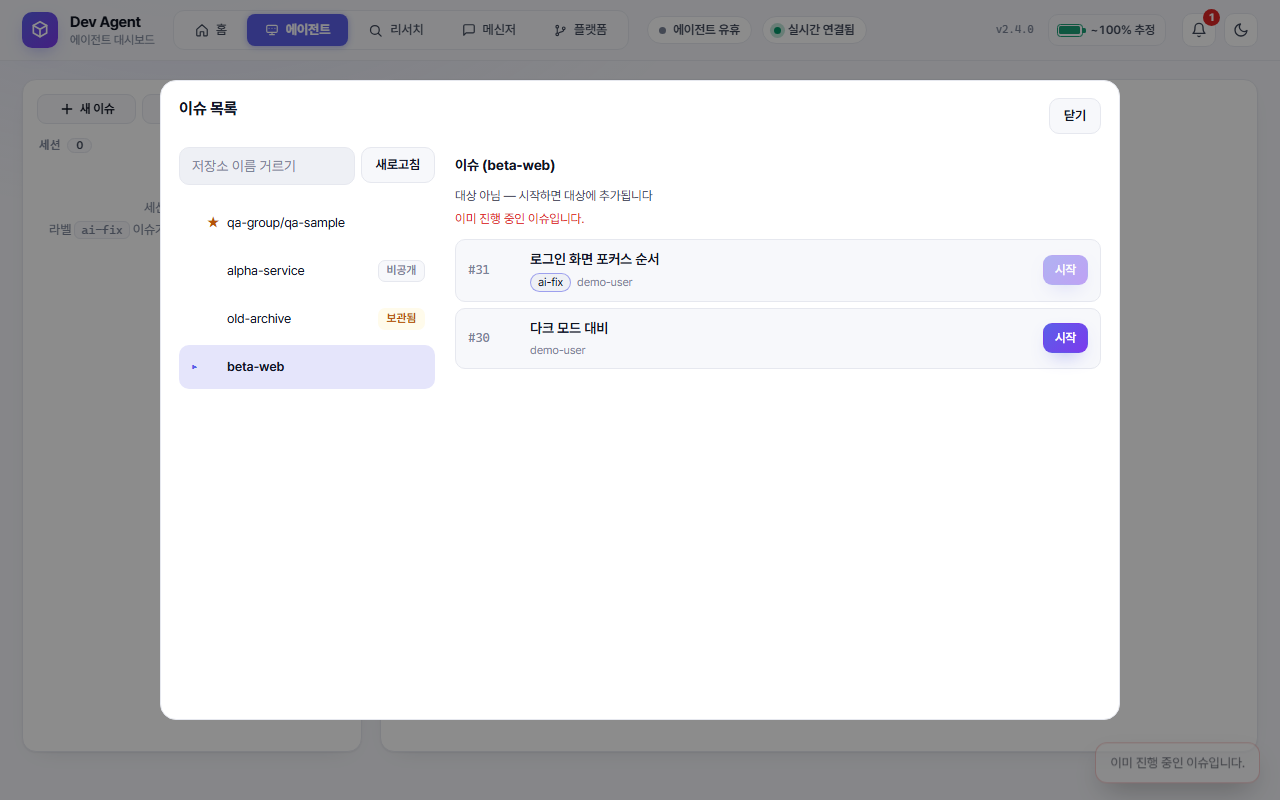 Dev Agent
에이전트 대시보드
홈
에이전트
리서치
메신저
플랫폼
에이전트 유휴
실시간 연결됨
v2.4.0
~100% 추정
1
새 이슈
세션 0
라벨 ai-fix 이슈
이슈 목록
닫기
저장소 이름 거르기
새로고침
★ qa-group/qa-sample
alpha-service 비공개
old-archive 보관됨
▸ beta-web
이슈 (beta-web)
대상 아님 — 시작하면 대상에 추가됩니다
이미 진행 중인 이슈입니다.
#31
로그인 화면 포커스 순서
ai-fix demo-user
시작
#30
다크 모드 대비
demo-user
시작
이미 진행 중인 이슈입니다.